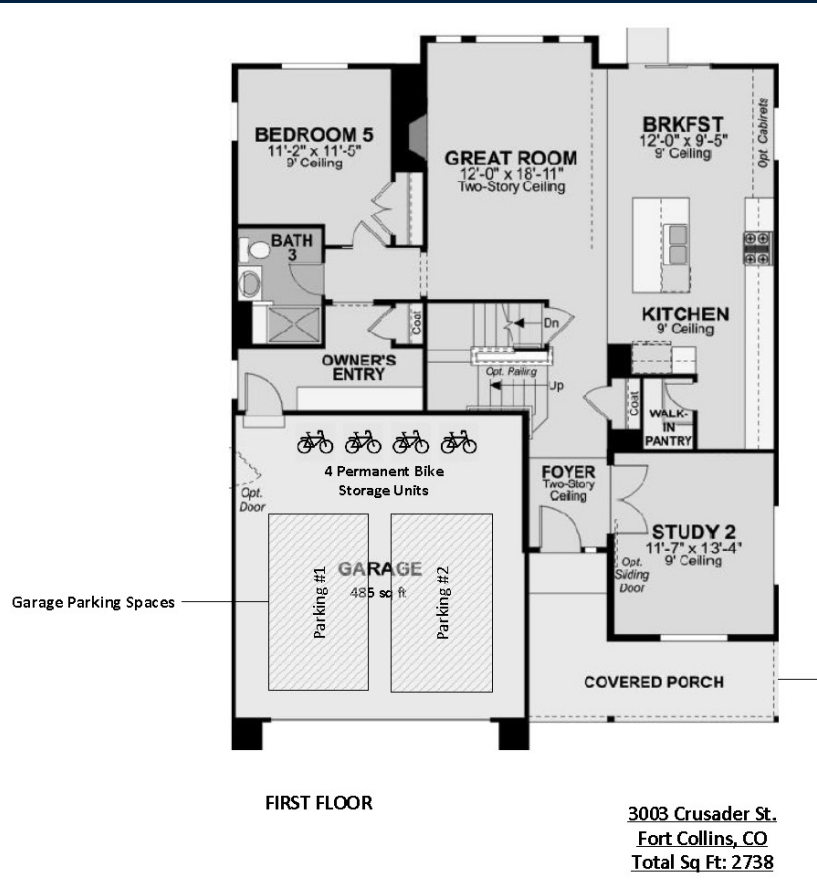 BEDROOM 5
11'-2" x 11'-5"
9' Ceiling
GREAT ROOM
12'-0" x 18'-11"
Two-Story Ceiling
BRKFST
12'-0" x 9'-5"
9' Ceiling
Opt. Cabinets
BATH
3
Coat
OWNER'S
ENTRY
Dn
Opt. Railing
Up
KITCHEN
9' Ceiling
Coat
WALK-
IN
PANTRY
4 Permanent Bike
Storage Units
Opt.
Door
FOYER
Two-Story
Ceiling
STUDY 2
11'-7" x 13'-4"
9' Ceiling
Opt.
Sliding
Door
GARAGE
485 sq ft
Parking #1
Parking #2
Garage Parking Spaces
COVERED PORCH
FIRST FLOOR
3003 Crusader St.
Fort Collins, CO
Total Sq Ft: 2738